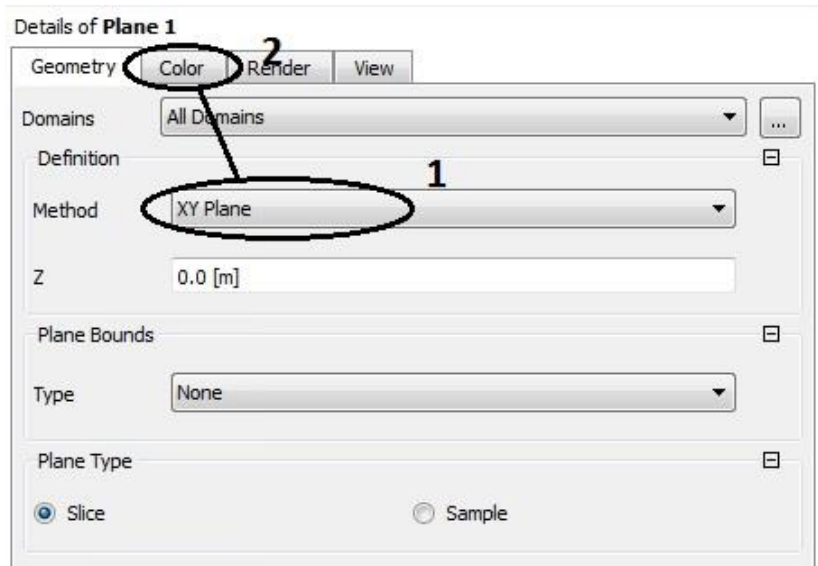 Details of Plane 1
Geometry Color 2 Render View
Domains All Domains ...
Definition
1
Method XY Plane
Z 0.0 [m]
Plane Bounds
Type None
Plane Type
Slice Sample